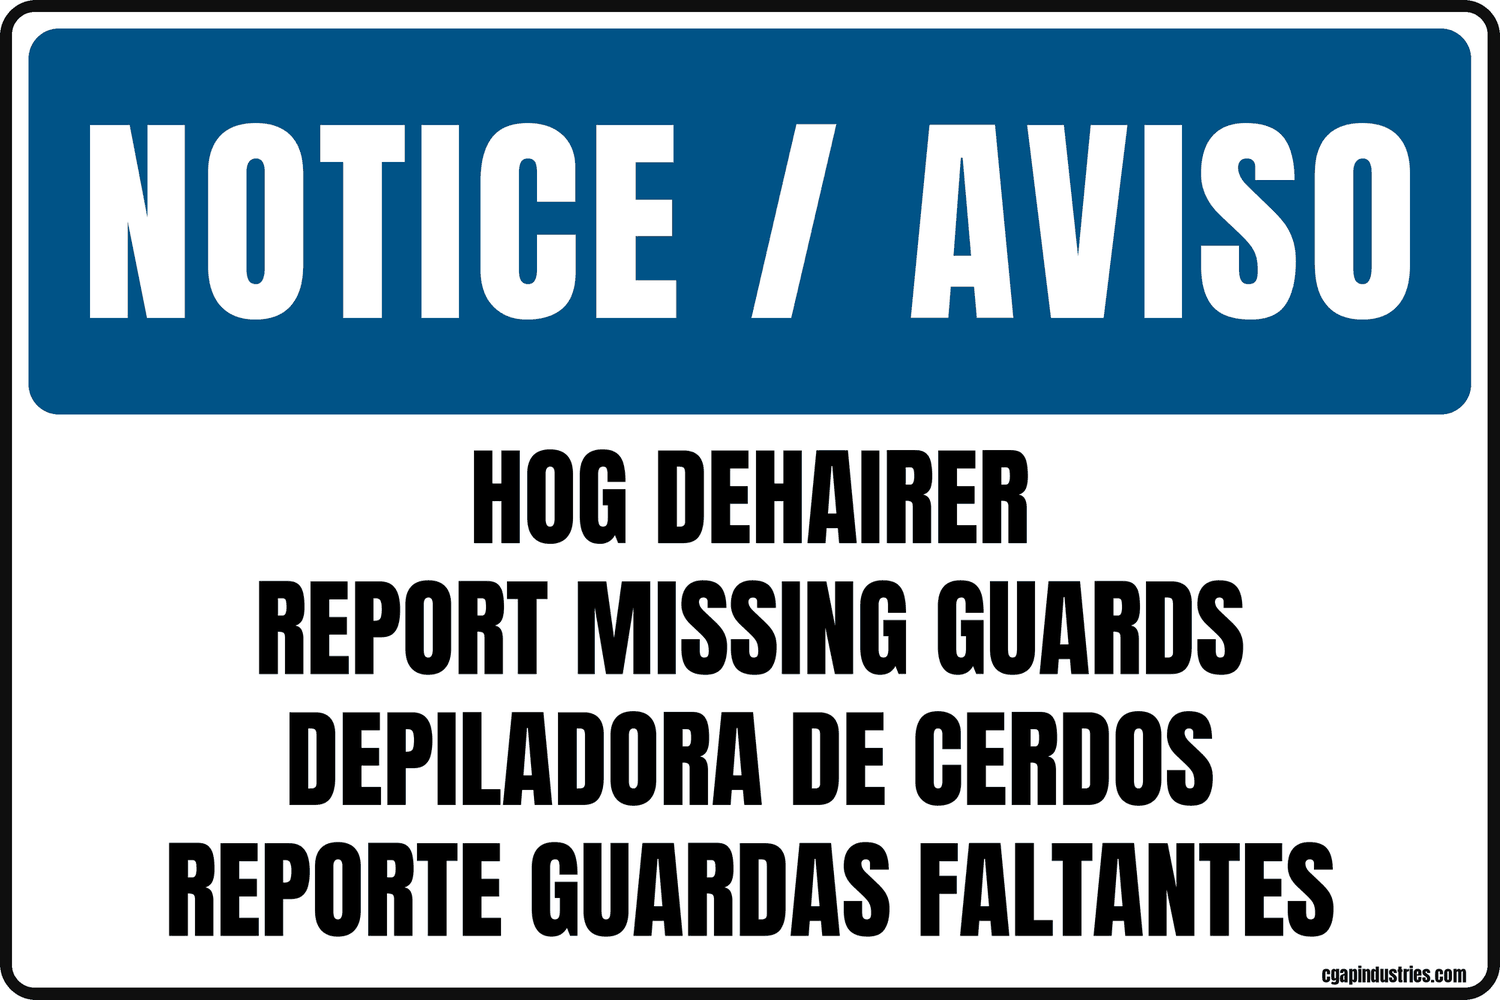 NOTICE / AVISO
HOG DEHAIRER
REPORT MISSING GUARDS
DEPILADORA DE CERDOS
REPORTE GUARDAS FALTANTES
cgapindustries.com